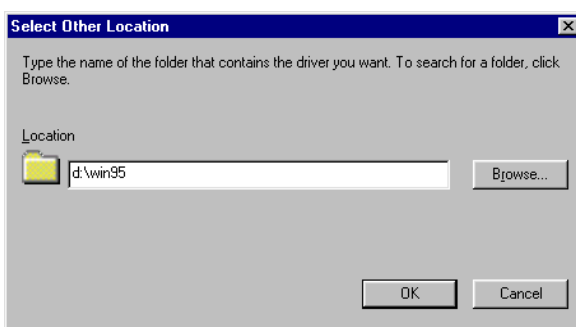 Select Other Location
Type the name of the folder that contains the driver you want. To search for a folder, click
Browse.
Location
d:\win95
Browse...
OK
Cancel